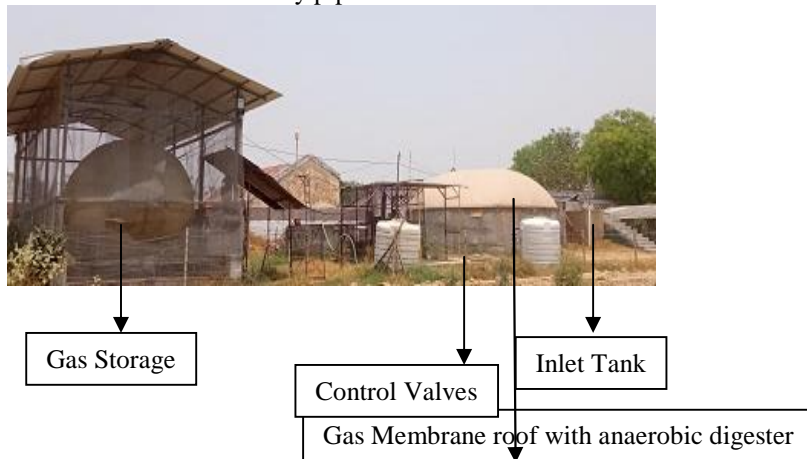 Gas Storage
Inlet Tank
Control Valves
Gas Membrane roof with anaerobic digester